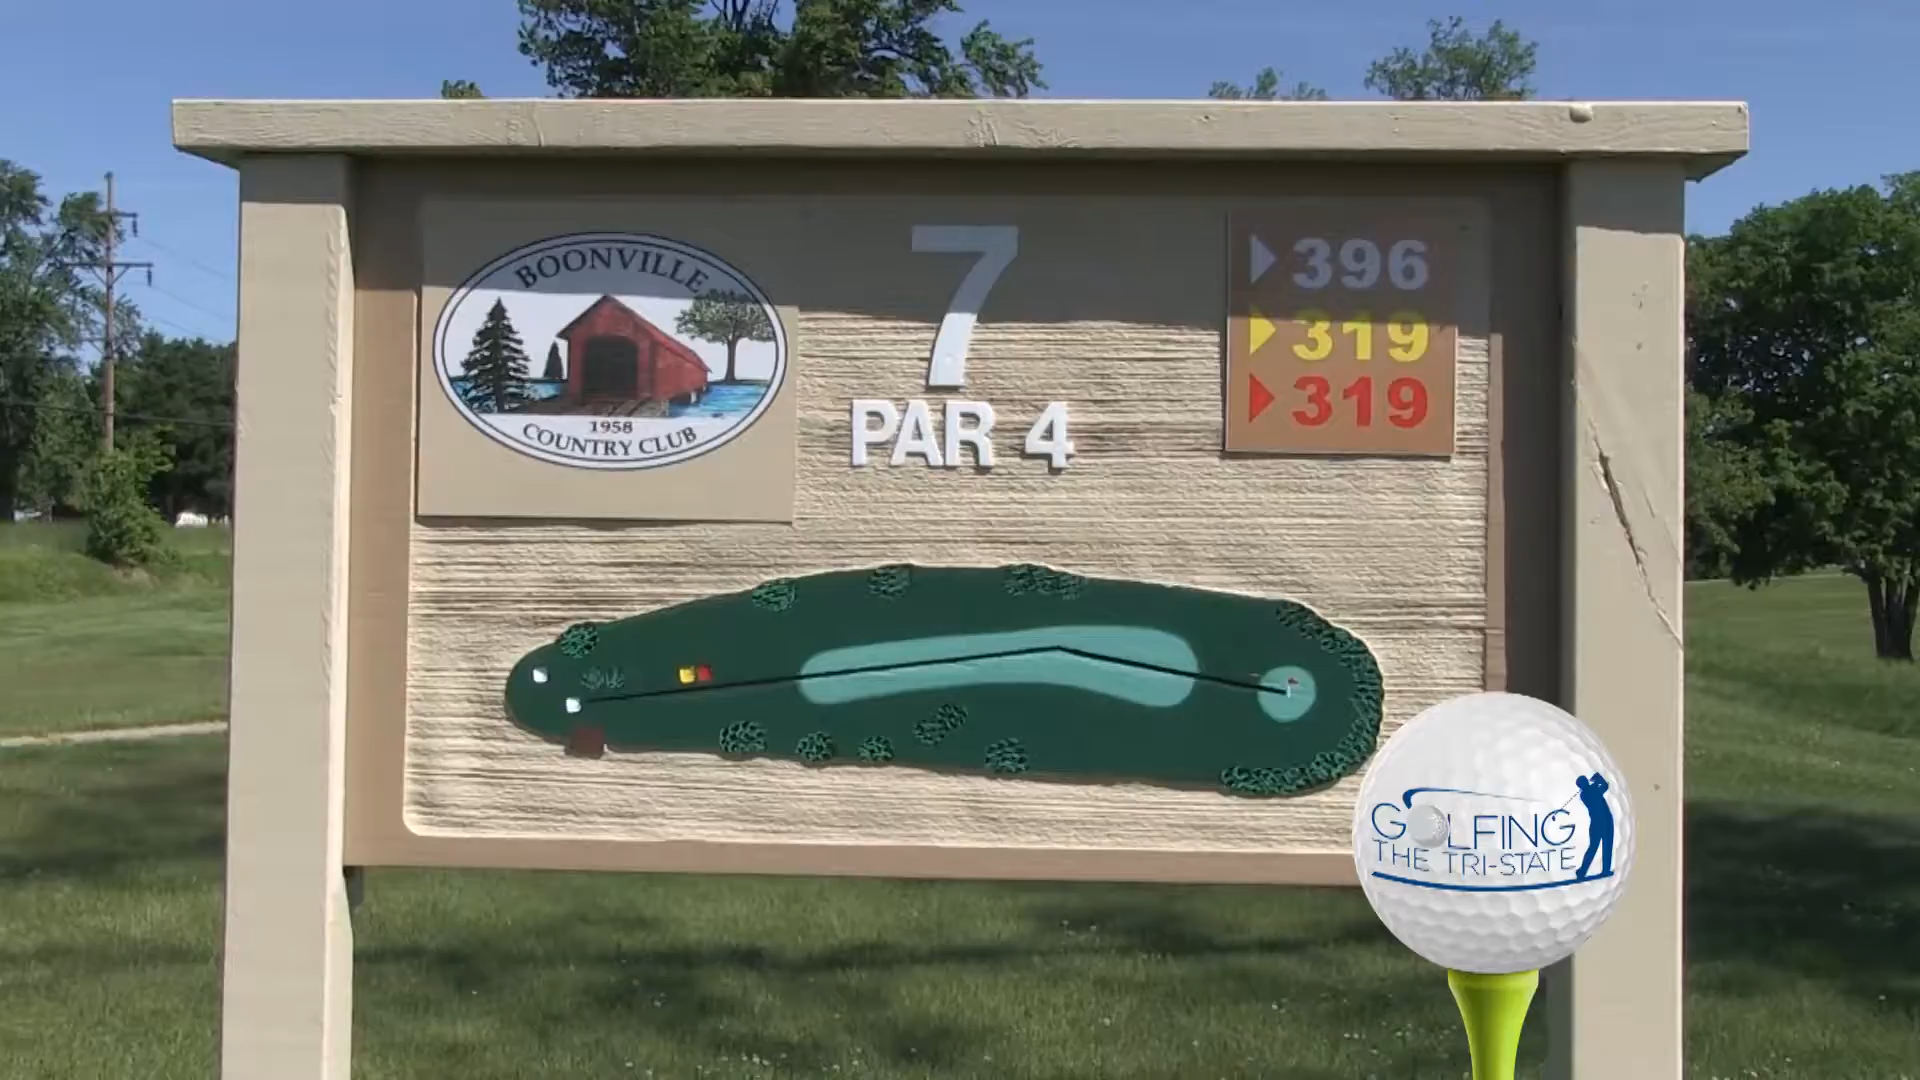 BOONVILLE
1958
COUNTRY CLUB
7
PAR 4
396
319
319
GOLFING
THE TRI-STATE